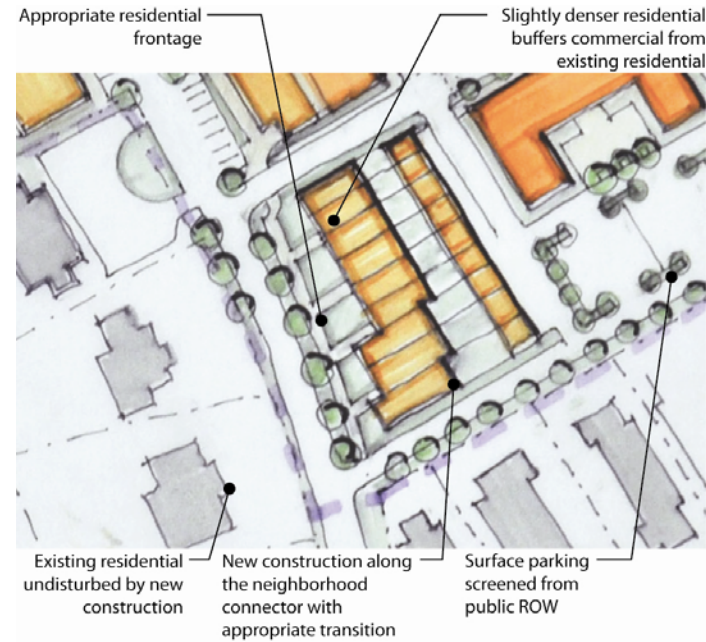 Appropriate residential
frontage
Slightly denser residential
buffers commercial from
existing residential
Existing residential
undisturbed by new
construction
New construction along
the neighborhood
connector with
appropriate transition
Surface parking
screened from
public ROW